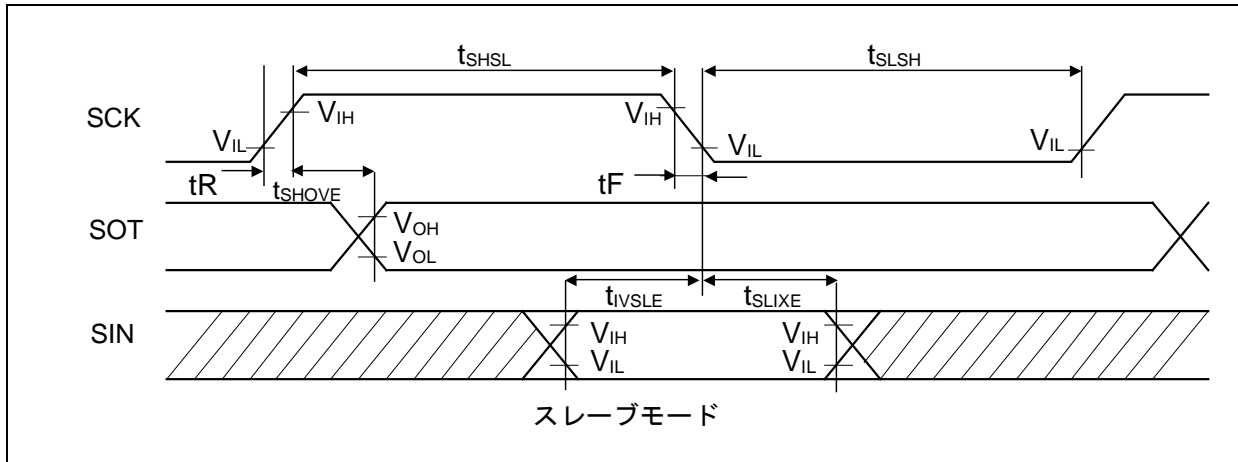 tSHSL
tSLSH
SCK
VIH
VIH
VIL
VIL
VIL
tR
tSHOVE
tF
SOT
VOH
VOL
tIVSLE
tSLIXE
SIN
VIH
VIH
VIL
VIL
スレーブモード